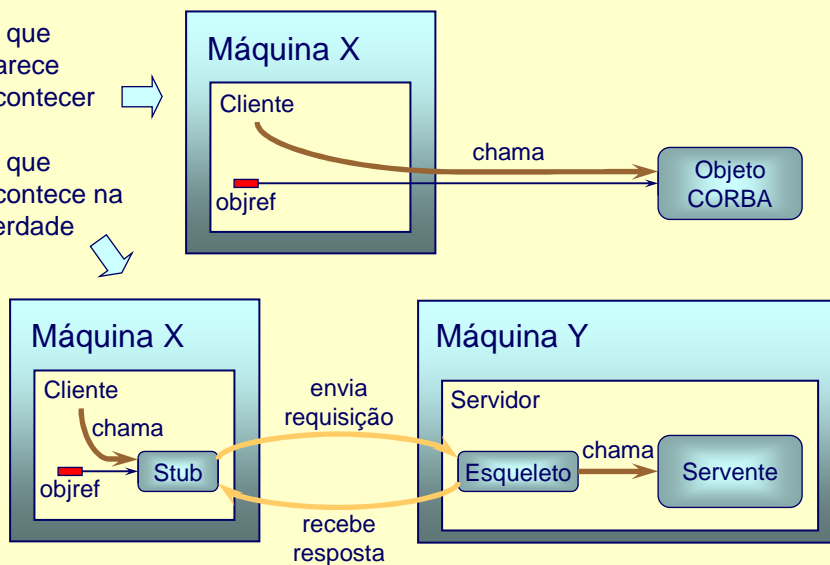 que
arece
contecer
Máquina X
Cliente
chama
objref
Objeto
CORBA
que
contece na
erdade
Máquina X
Cliente
chama
objref
Stub
envia
requisição
recebe
resposta
Máquina Y
Servidor
Esqueleto
chama
Servente